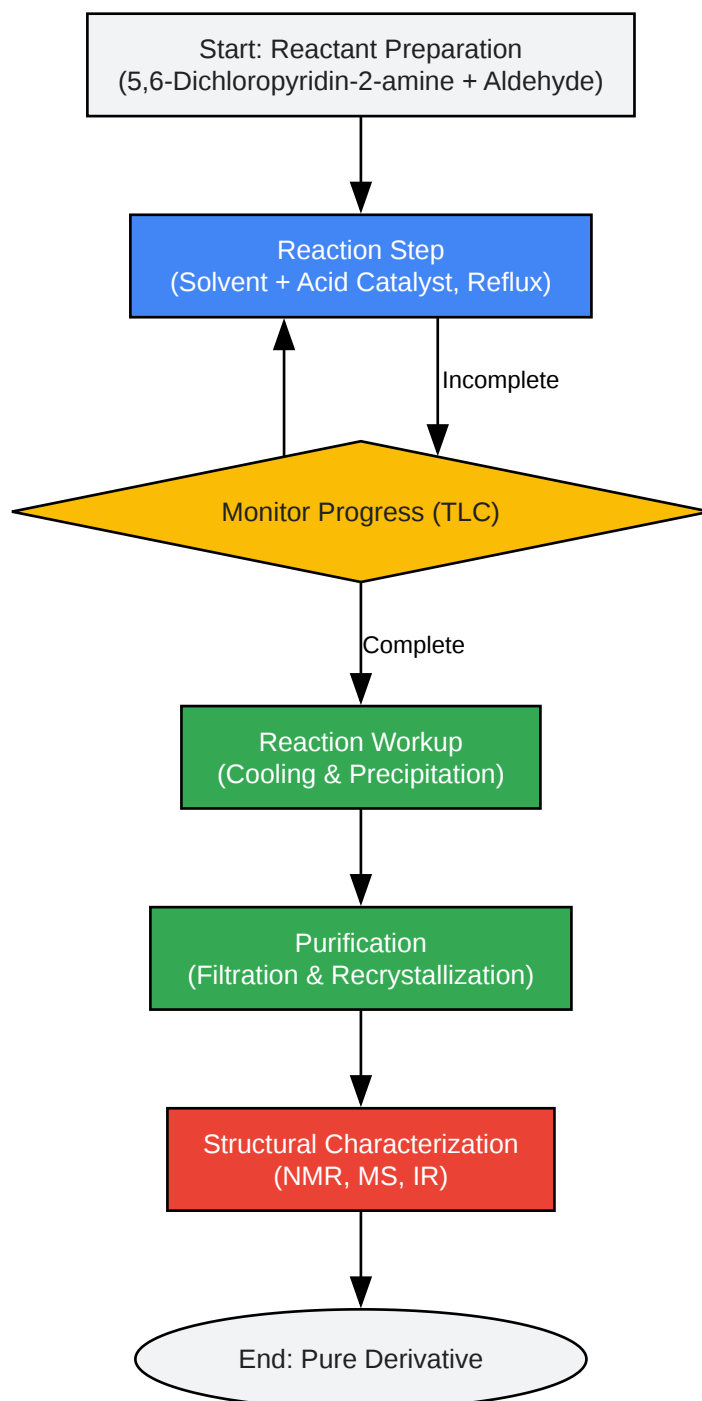 Start: Reactant Preparation
(5,6-Dichloropyridin-2-amine + Aldehyde)
Reaction Step
(Solvent + Acid Catalyst, Reflux)
Incomplete
Monitor Progress (TLC)
Complete
Reaction Workup
(Cooling & Precipitation)
Purification
(Filtration & Recrystallization)
Structural Characterization
(NMR, MS, IR)
End: Pure Derivative